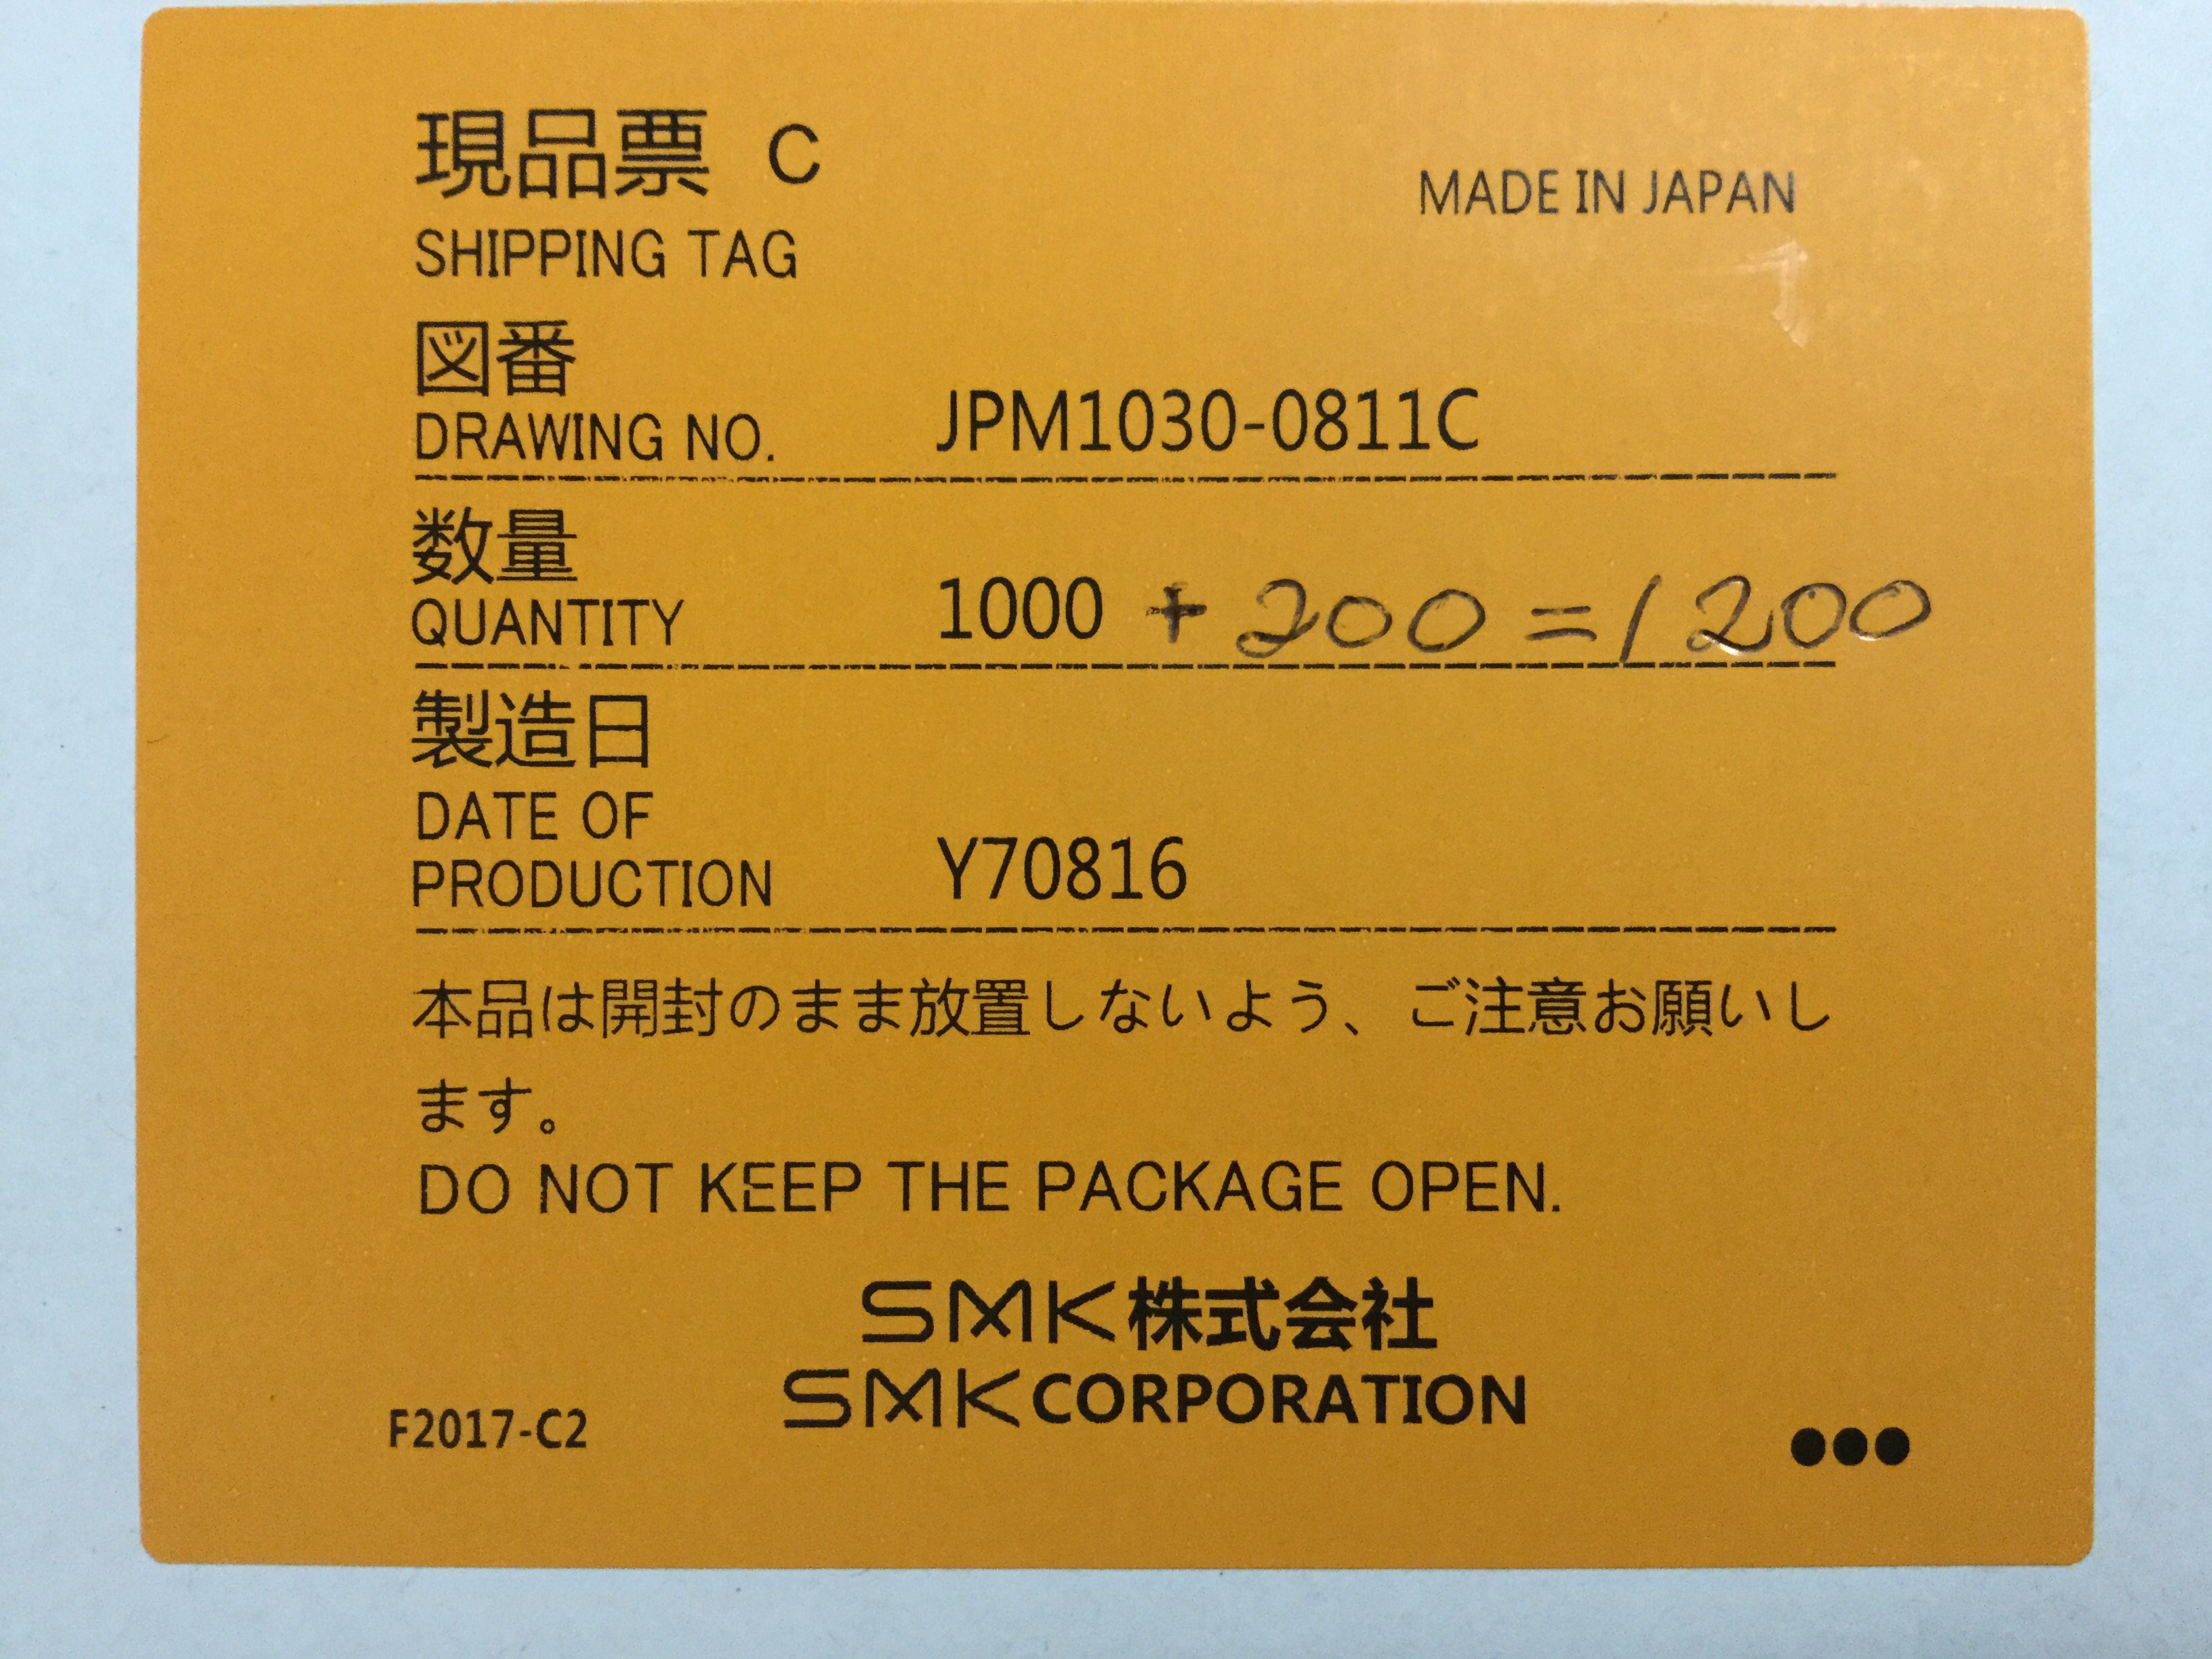 現品票 C
MADE IN JAPAN
SHIPPING TAG
図番
DRAWING NO. JPM1030-0811C
数量
QUANTITY 1000 + 200 = 1200
製造日
DATE OF
PRODUCTION Y70816
本品は開封のまま放置しないよう、ご注意お願いし
ます。
DO NOT KEEP THE PACKAGE OPEN.
SMK株式会社
SMK CORPORATION
F2017-C2